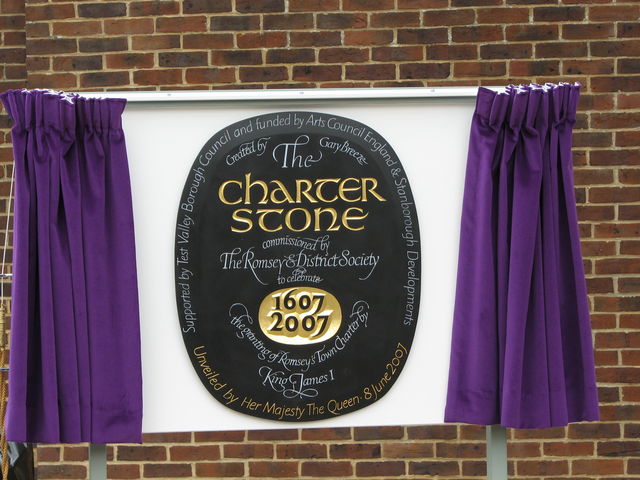 Supported by Test Valley Borough Council and funded by Arts Council England & Stanborough Developments
Created by Gary Breeze
The
Charter
Stone
commissioned by
The Romsey & District Society
to celebrate
1607
2007
the granting of Romsey's Town Charter by
King James I
Unveiled by Her Majesty The Queen · 8 June 2007